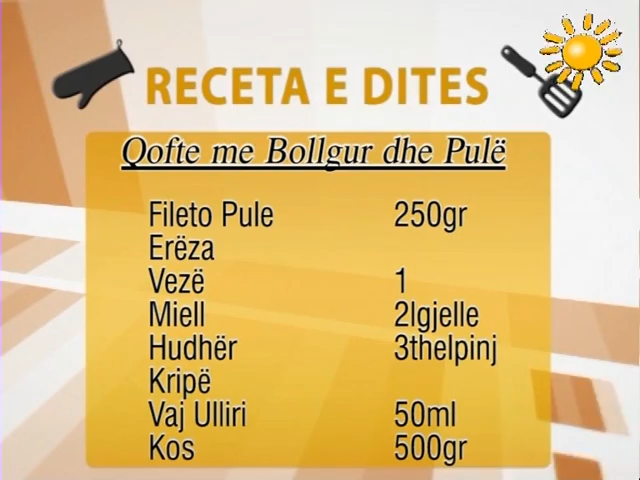 RECETA E DITES
Qofte me Bollgur dhe Pulë
Fileto Pule 250gr
Erëza
Vezë 1
Miell 2lgjelle
Hudhër 3thelpinj
Kripë
Vaj Ulliri 50ml
Kos 500gr